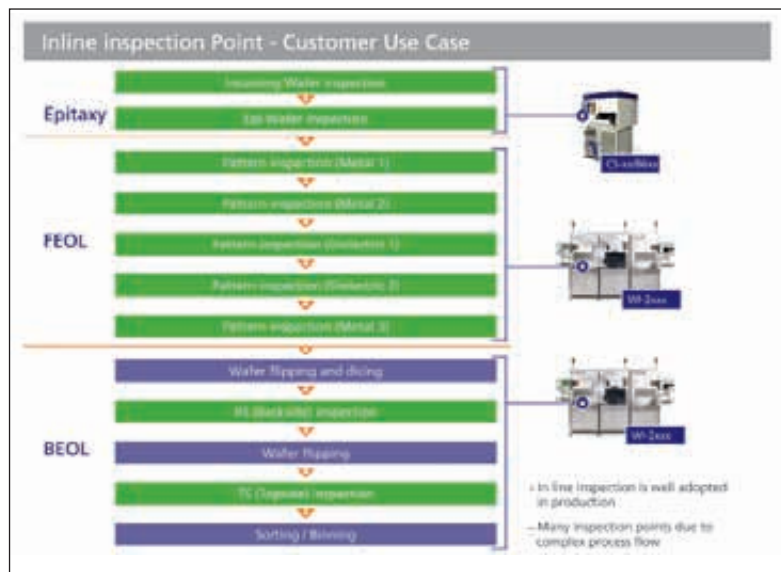 Inline Inspection Point - Customer Use Case
Epitaxy
Incoming Wafer inspection
Epi Wafer inspection
FEOL
Pattern inspection (Metal 1)
Pattern inspection (Metal 2)
Pattern inspection (Dielectric 1)
Pattern inspection (Dielectric 2)
Pattern inspection (Metal 3)
WI-2xxx
BEOL
Wafer flipping and dicing
(Backside) inspection
Wafer flipping
(Topside) inspection
Sorting / Binning
WI-2xxx
In line inspection is well adopted
in production
Many inspection points due to
complex process flow